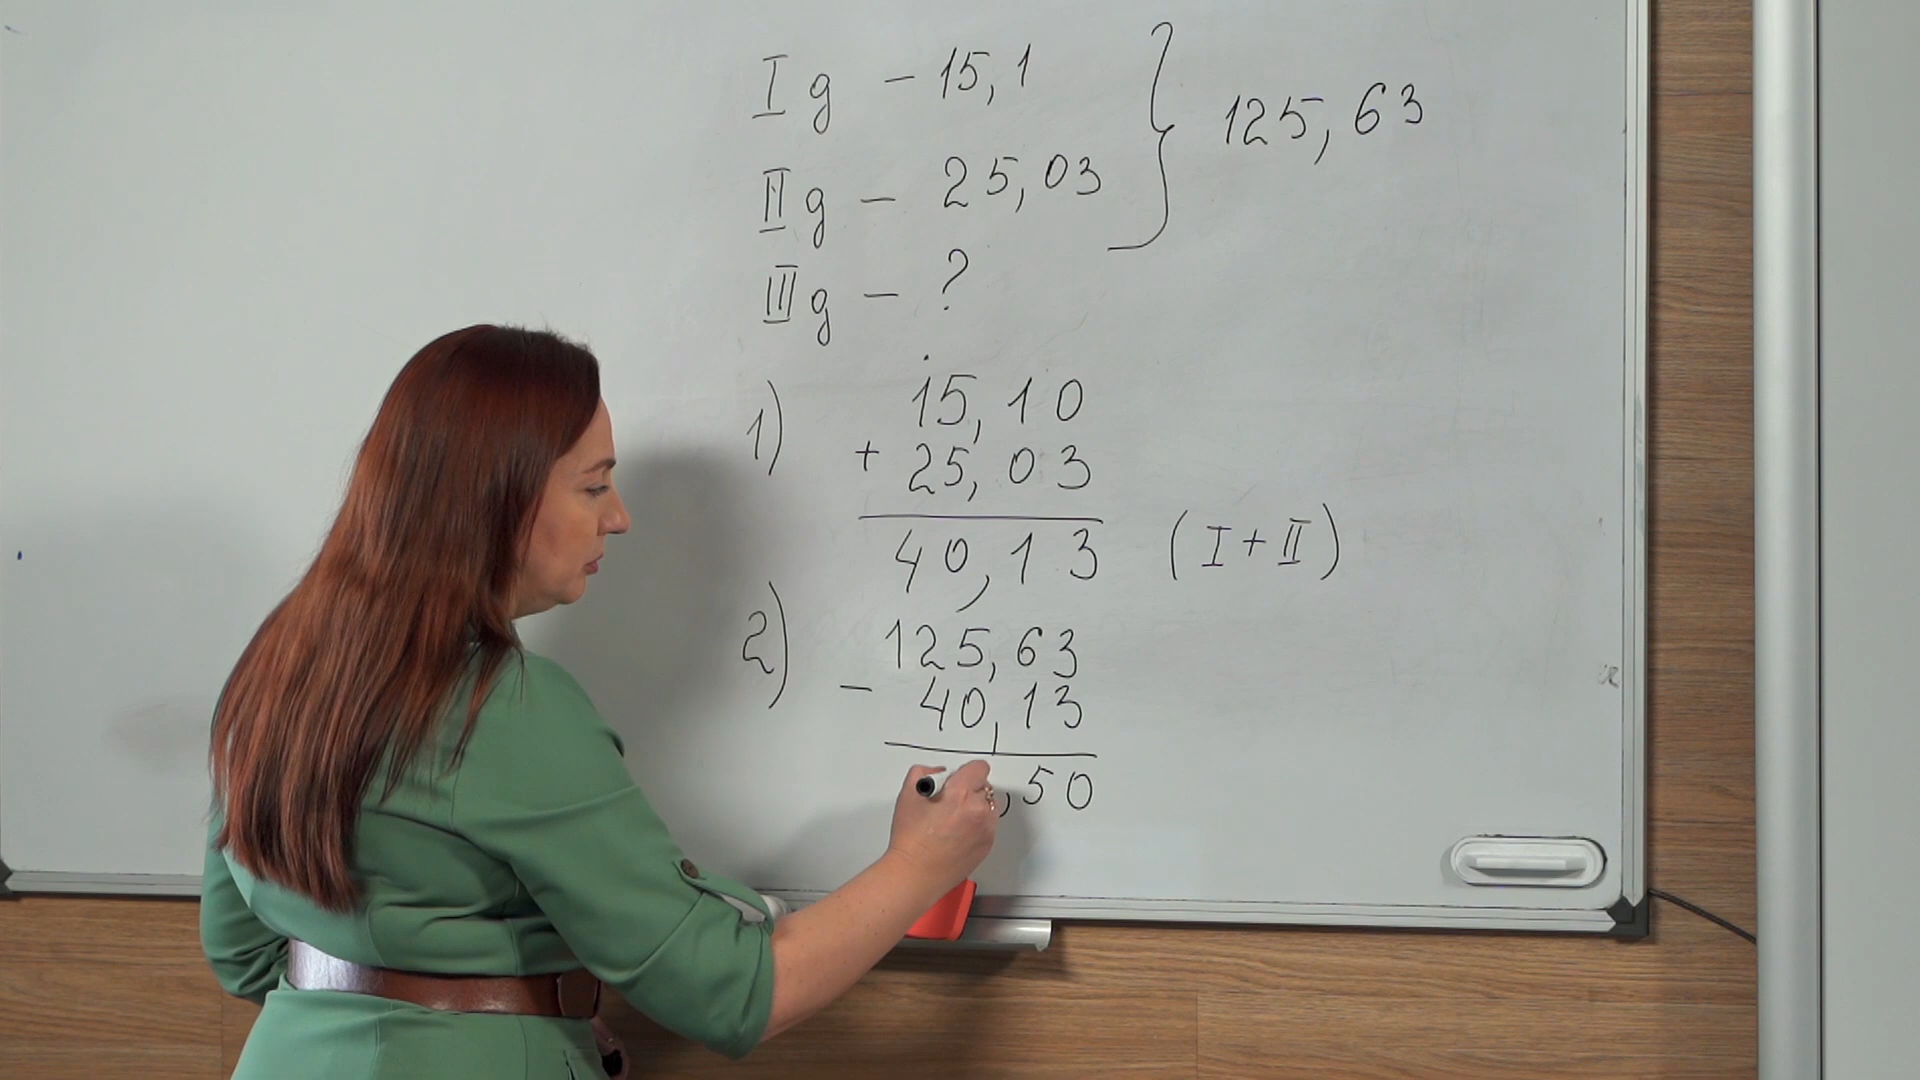 I g - 15,1
II g - 25,03
III g - ?
125,63
1) 15,10
+ 25,03
40,13 (I + II)
2) 125,63
- 40,13
,50